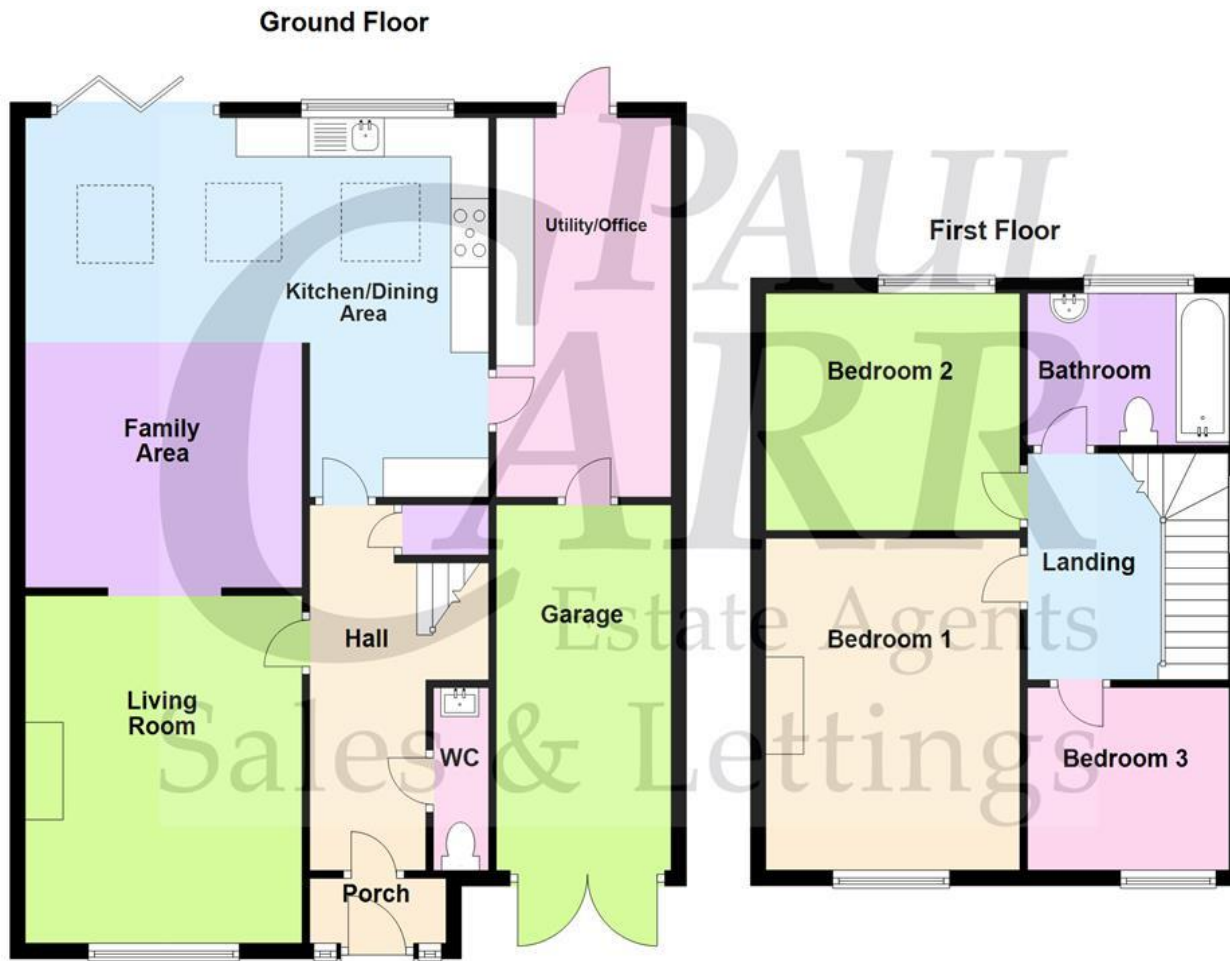 Ground Floor
Utility/Office
Kitchen/Dining
Area
Family
Area
Hall
Garage
Living
Room
WC
Porch
First Floor
Bedroom 2
Bathroom
Landing
Bedroom 1
Bedroom 3
PAUL
CARR
Estate Agents
Sales & Lettings